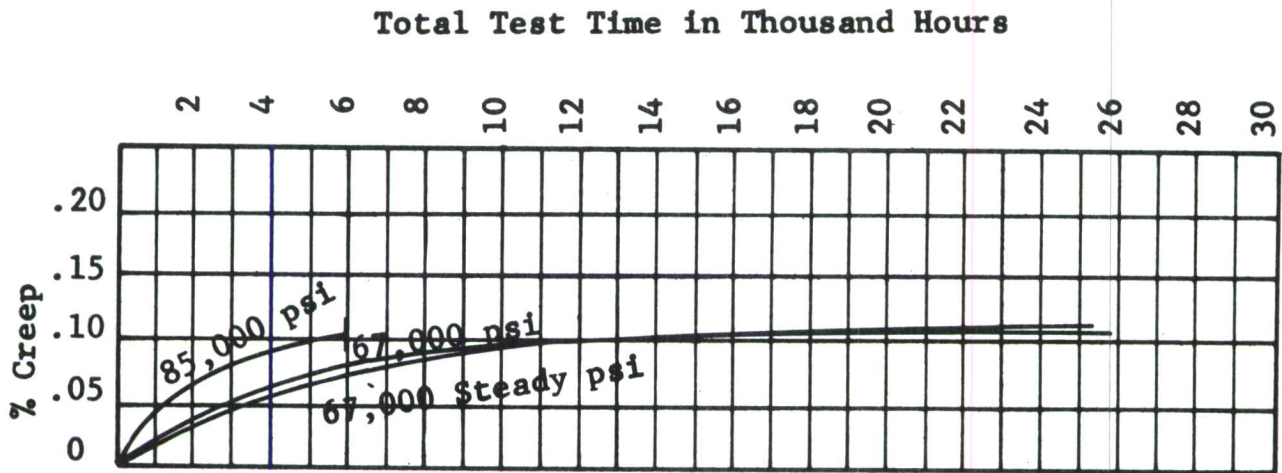 Total Test Time in Thousand Hours
2 4 6 8 10 12 14 16 18 20 22 24 26 28 30
.20
.15
.10
.05
0
% Creep
85,000 psi
67,000 psi
67,000 Steady psi